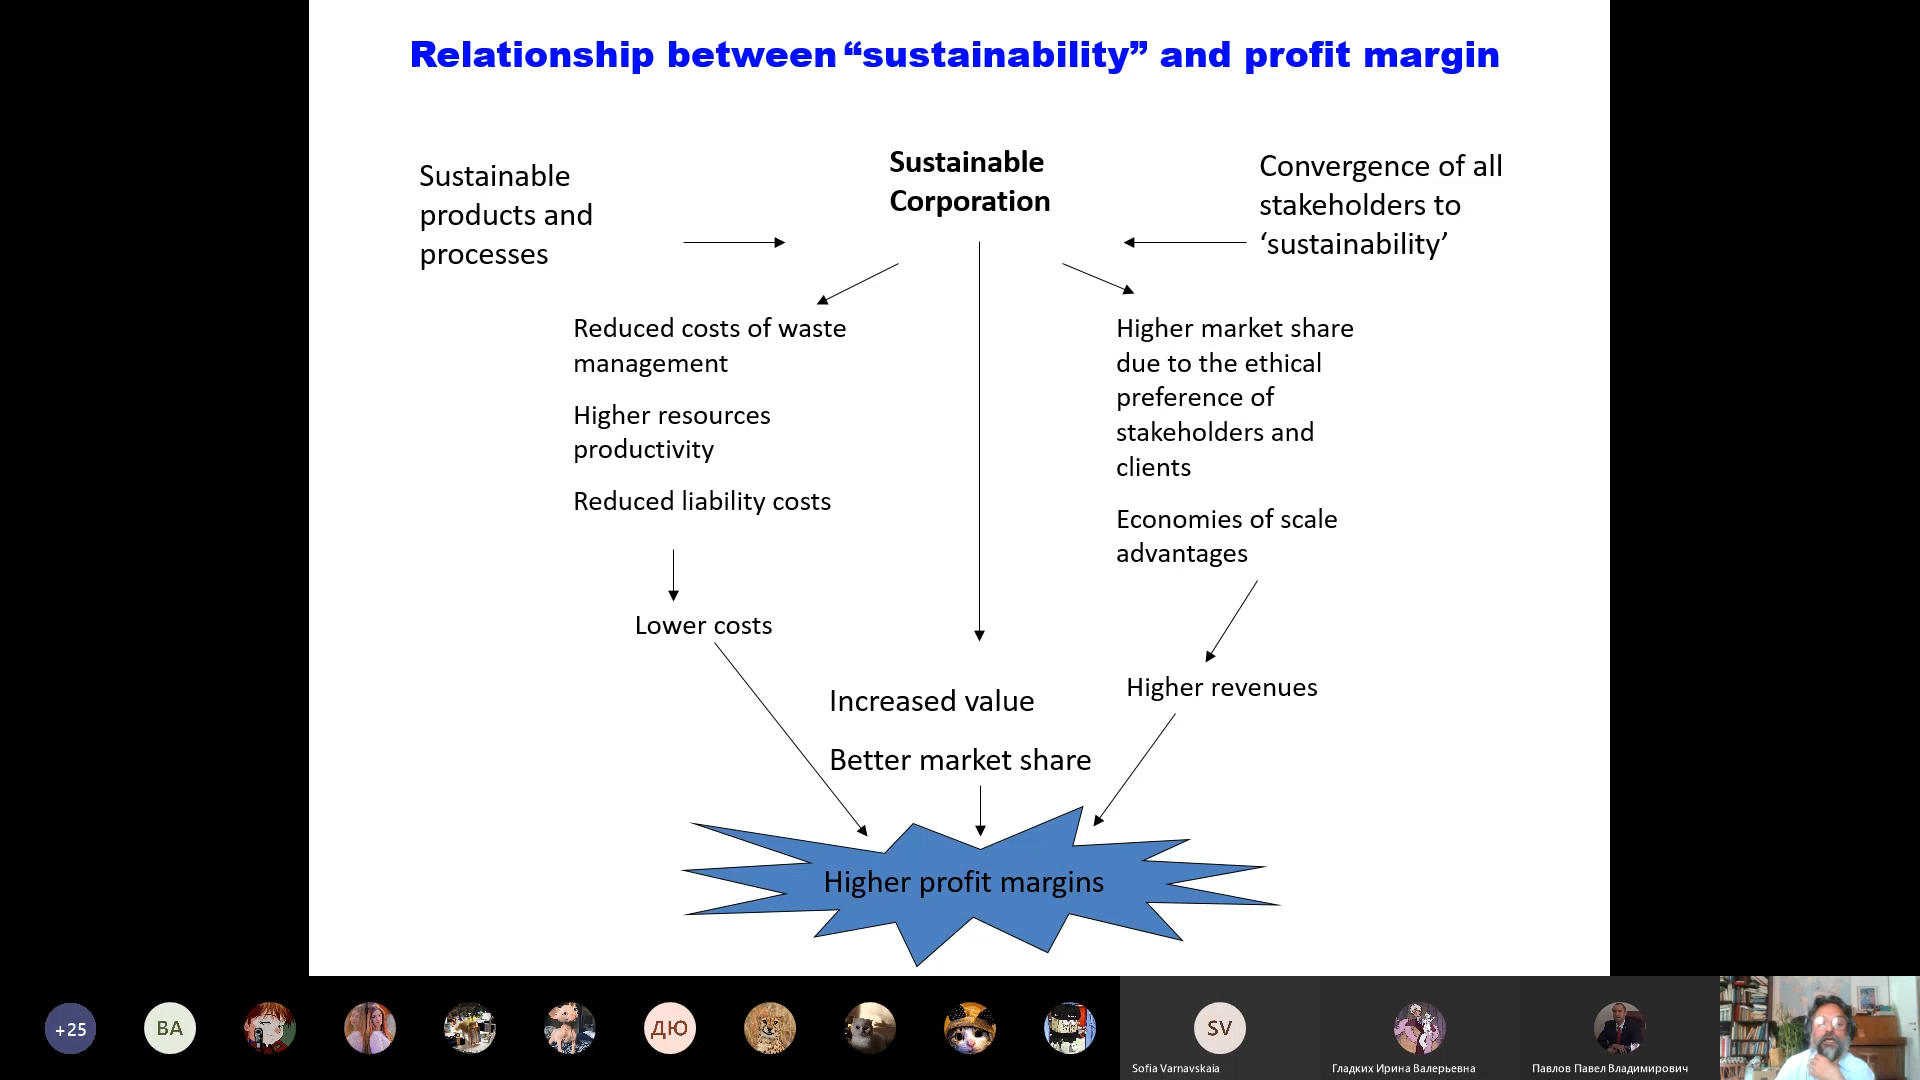 Relationship between “sustainability” and profit margin
Sustainable
products and
processes
Sustainable
Corporation
Convergence of all
stakeholders to
‘sustainability’
Reduced costs of waste
management
Higher resources
productivity
Reduced liability costs
Higher market share
due to the ethical
preference of
stakeholders and
clients
Economies of scale
advantages
Lower costs
Increased value
Better market share
Higher revenues
Higher profit margins
+25
BA
ДЮ
SV
Sofia Varnavskaia
Гладких Ирина Валерьевна
Павлов Павел Владимирович